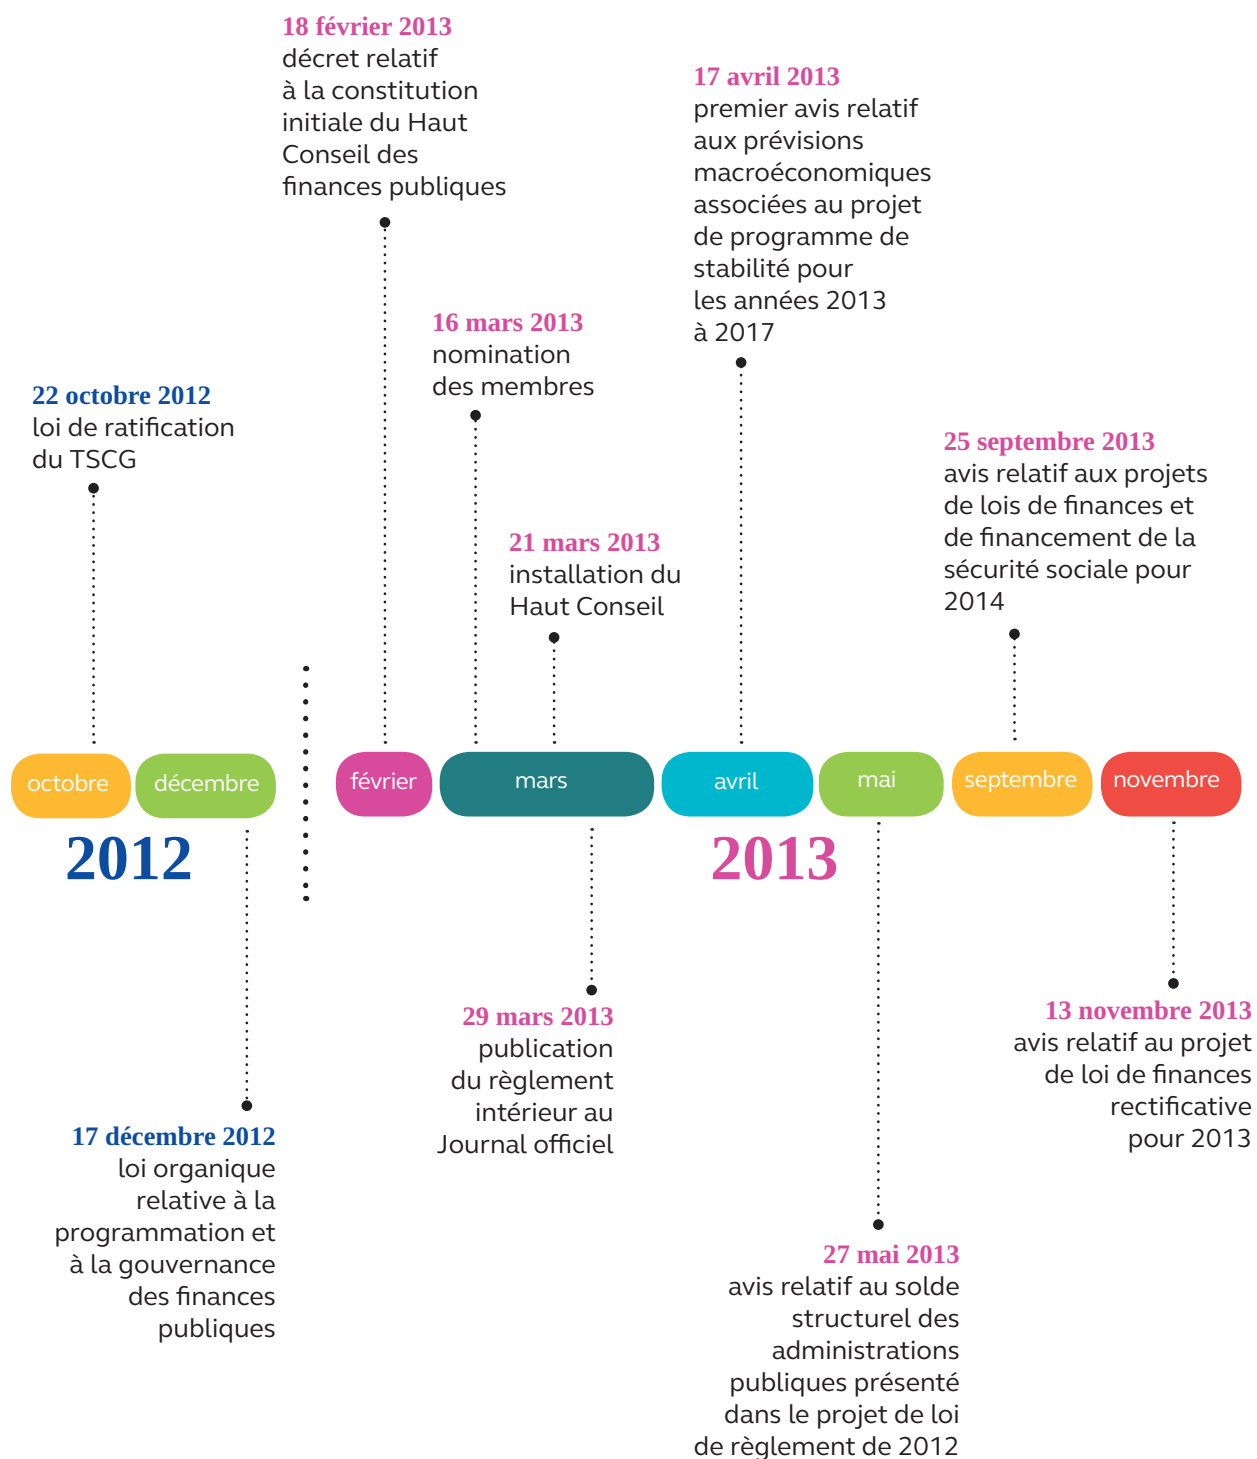 18 février 2013
décret relatif
à la constitution
initiale du Haut
Conseil des
finances publiques
17 avril 2013
premier avis relatif
aux prévisions
macroéconomiques
associées au projet
de programme de
stabilité pour
les années 2013
à 2017
16 mars 2013
nomination
des membres
22 octobre 2012
loi de ratification
du TSCG
25 septembre 2013
avis relatif aux projets
de lois de finances et
de financement de la
sécurité sociale pour
2014
21 mars 2013
installation du
Haut Conseil
octobre
décembre
février
mars
avril
mai
septembre
novembre
2012
2013
29 mars 2013
publication
du règlement
intérieur au
Journal officiel
13 novembre 2013
avis relatif au projet
de loi de finances
rectificative
pour 2013
17 décembre 2012
loi organique
relative à la
programmation et
à la gouvernance
des finances
publiques
27 mai 2013
avis relatif au solde
structurel des
administrations
publiques présenté
dans le projet de loi
de règlement de 2012